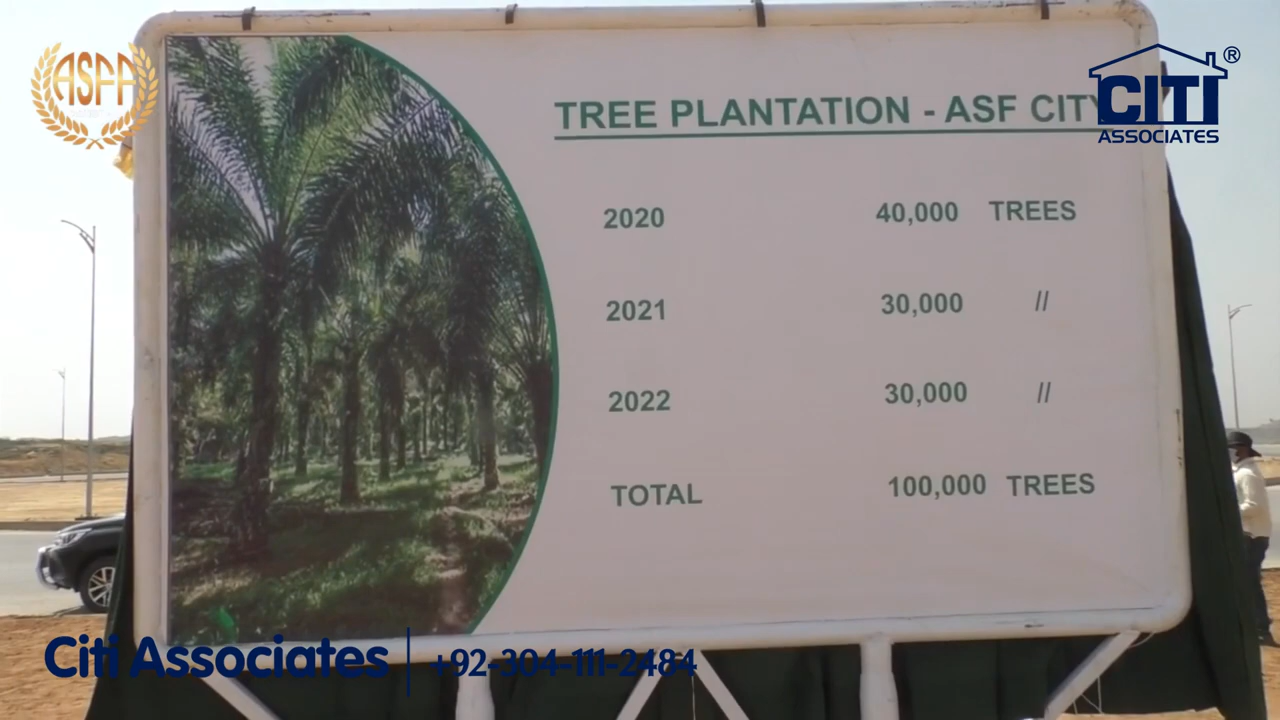 ASFF
CITI®
ASSOCIATES
TREE PLANTATION - ASF CITY
2020 40,000 TREES
2021 30,000 //
2022 30,000 //
TOTAL 100,000 TREES
Citi Associates | +92-304-111-2484